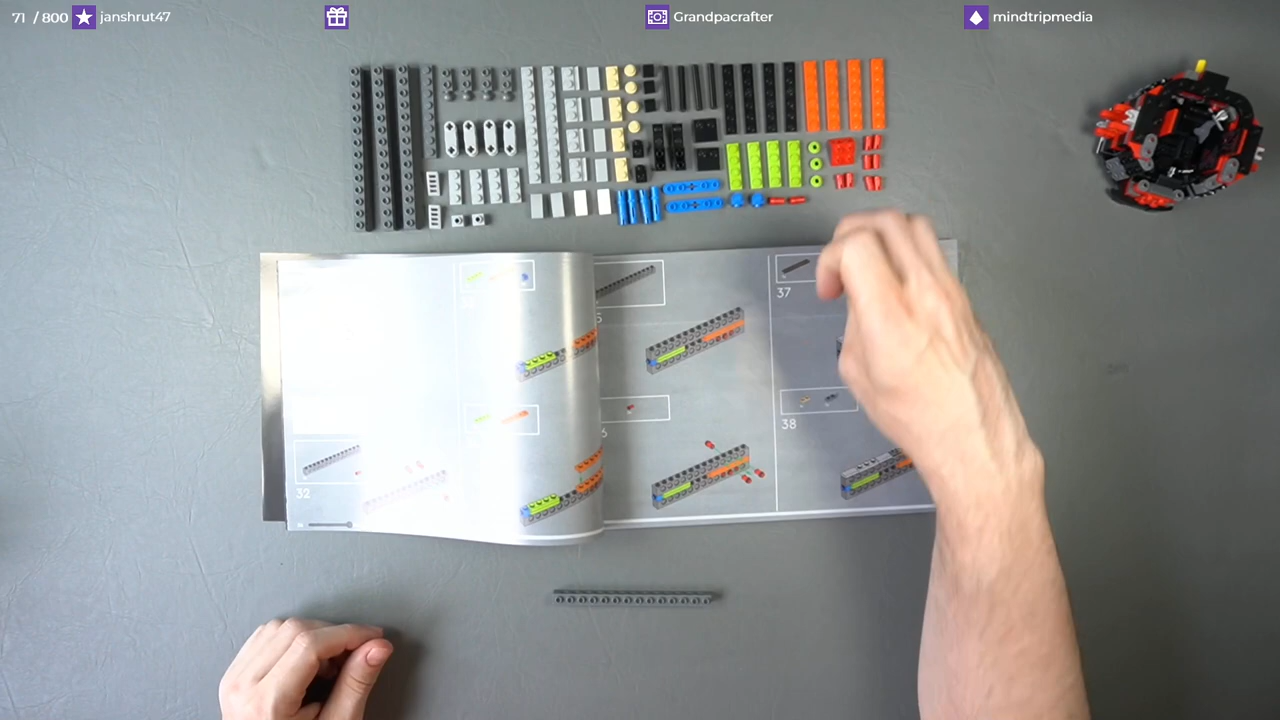 71 / 800 janshrut47
Grandpacrafter
mindtripmedia
37
38
32